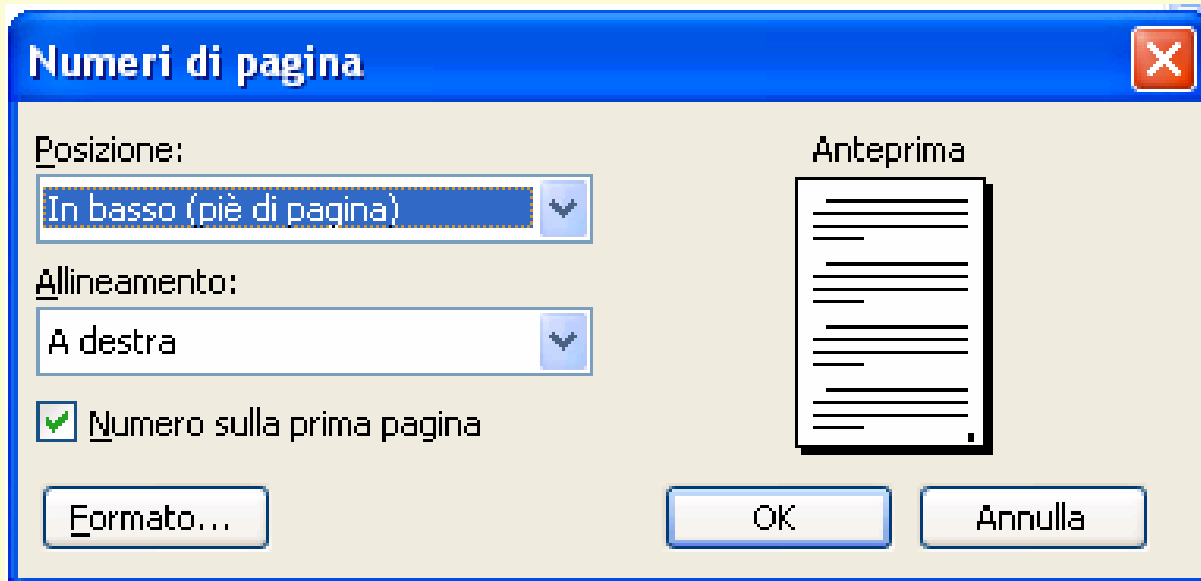 Numeri di pagina
Posizione:
In basso (piè di pagina)
Allineamento:
A destra
Numero sulla prima pagina
Anteprima
Formato...
OK
Annulla